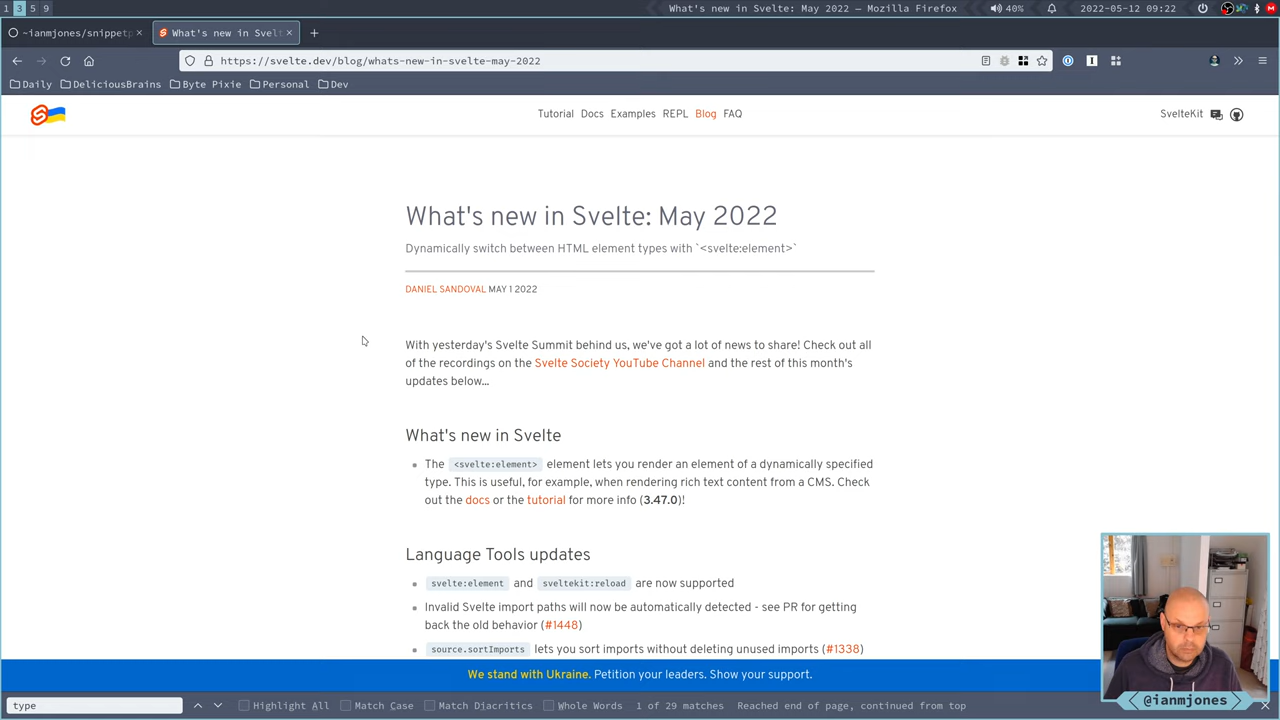 1 3 5 9
What's new in Svelte: May 2022 — Mozilla Firefox
40%
2022-05-12 09:22
~ianmjones/snippetp
What's new in Svelt
https://svelte.dev/blog/whats-new-in-svelte-may-2022
Daily DeliciousBrains Byte Pixie Personal Dev
Tutorial Docs Examples REPL Blog FAQ
SvelteKit
What's new in Svelte: May 2022
Dynamically switch between HTML element types with `<svelte:element>`
DANIEL SANDOVAL MAY 1 2022
With yesterday's Svelte Summit behind us, we've got a lot of news to share! Check out all
of the recordings on the Svelte Society YouTube Channel and the rest of this month's
updates below...
What's new in Svelte
The <svelte:element> element lets you render an element of a dynamically specified
type. This is useful, for example, when rendering rich text content from a CMS. Check
out the docs or the tutorial for more info (3.47.0)!
Language Tools updates
svelte:element and sveltekit:reload are now supported
Invalid Svelte import paths will now be automatically detected - see PR for getting
back the old behavior (#1448)
source.sortImports lets you sort imports without deleting unused imports (#1338)
We stand with Ukraine. Petition your leaders. Show your support.
@ianmjones
type
Highlight All Match Case Match Diacritics Whole Words 1 of 29 matches Reached end of page, continued from top